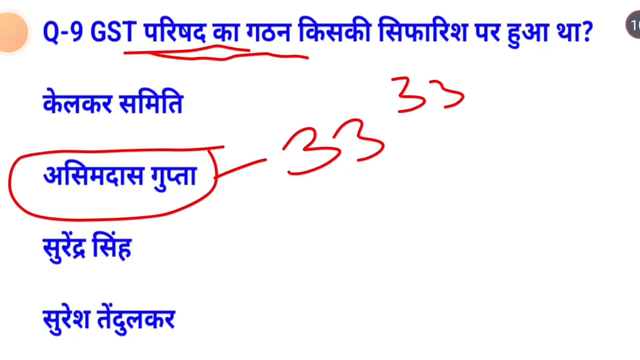 Q-9 GST परिषद का गठन किसकी सिफारिश पर हुआ था?
केलकर समिति
33
असिमदास गुप्ता 33
सुरेंद्र सिंह
सुरेश तेंदुलकर